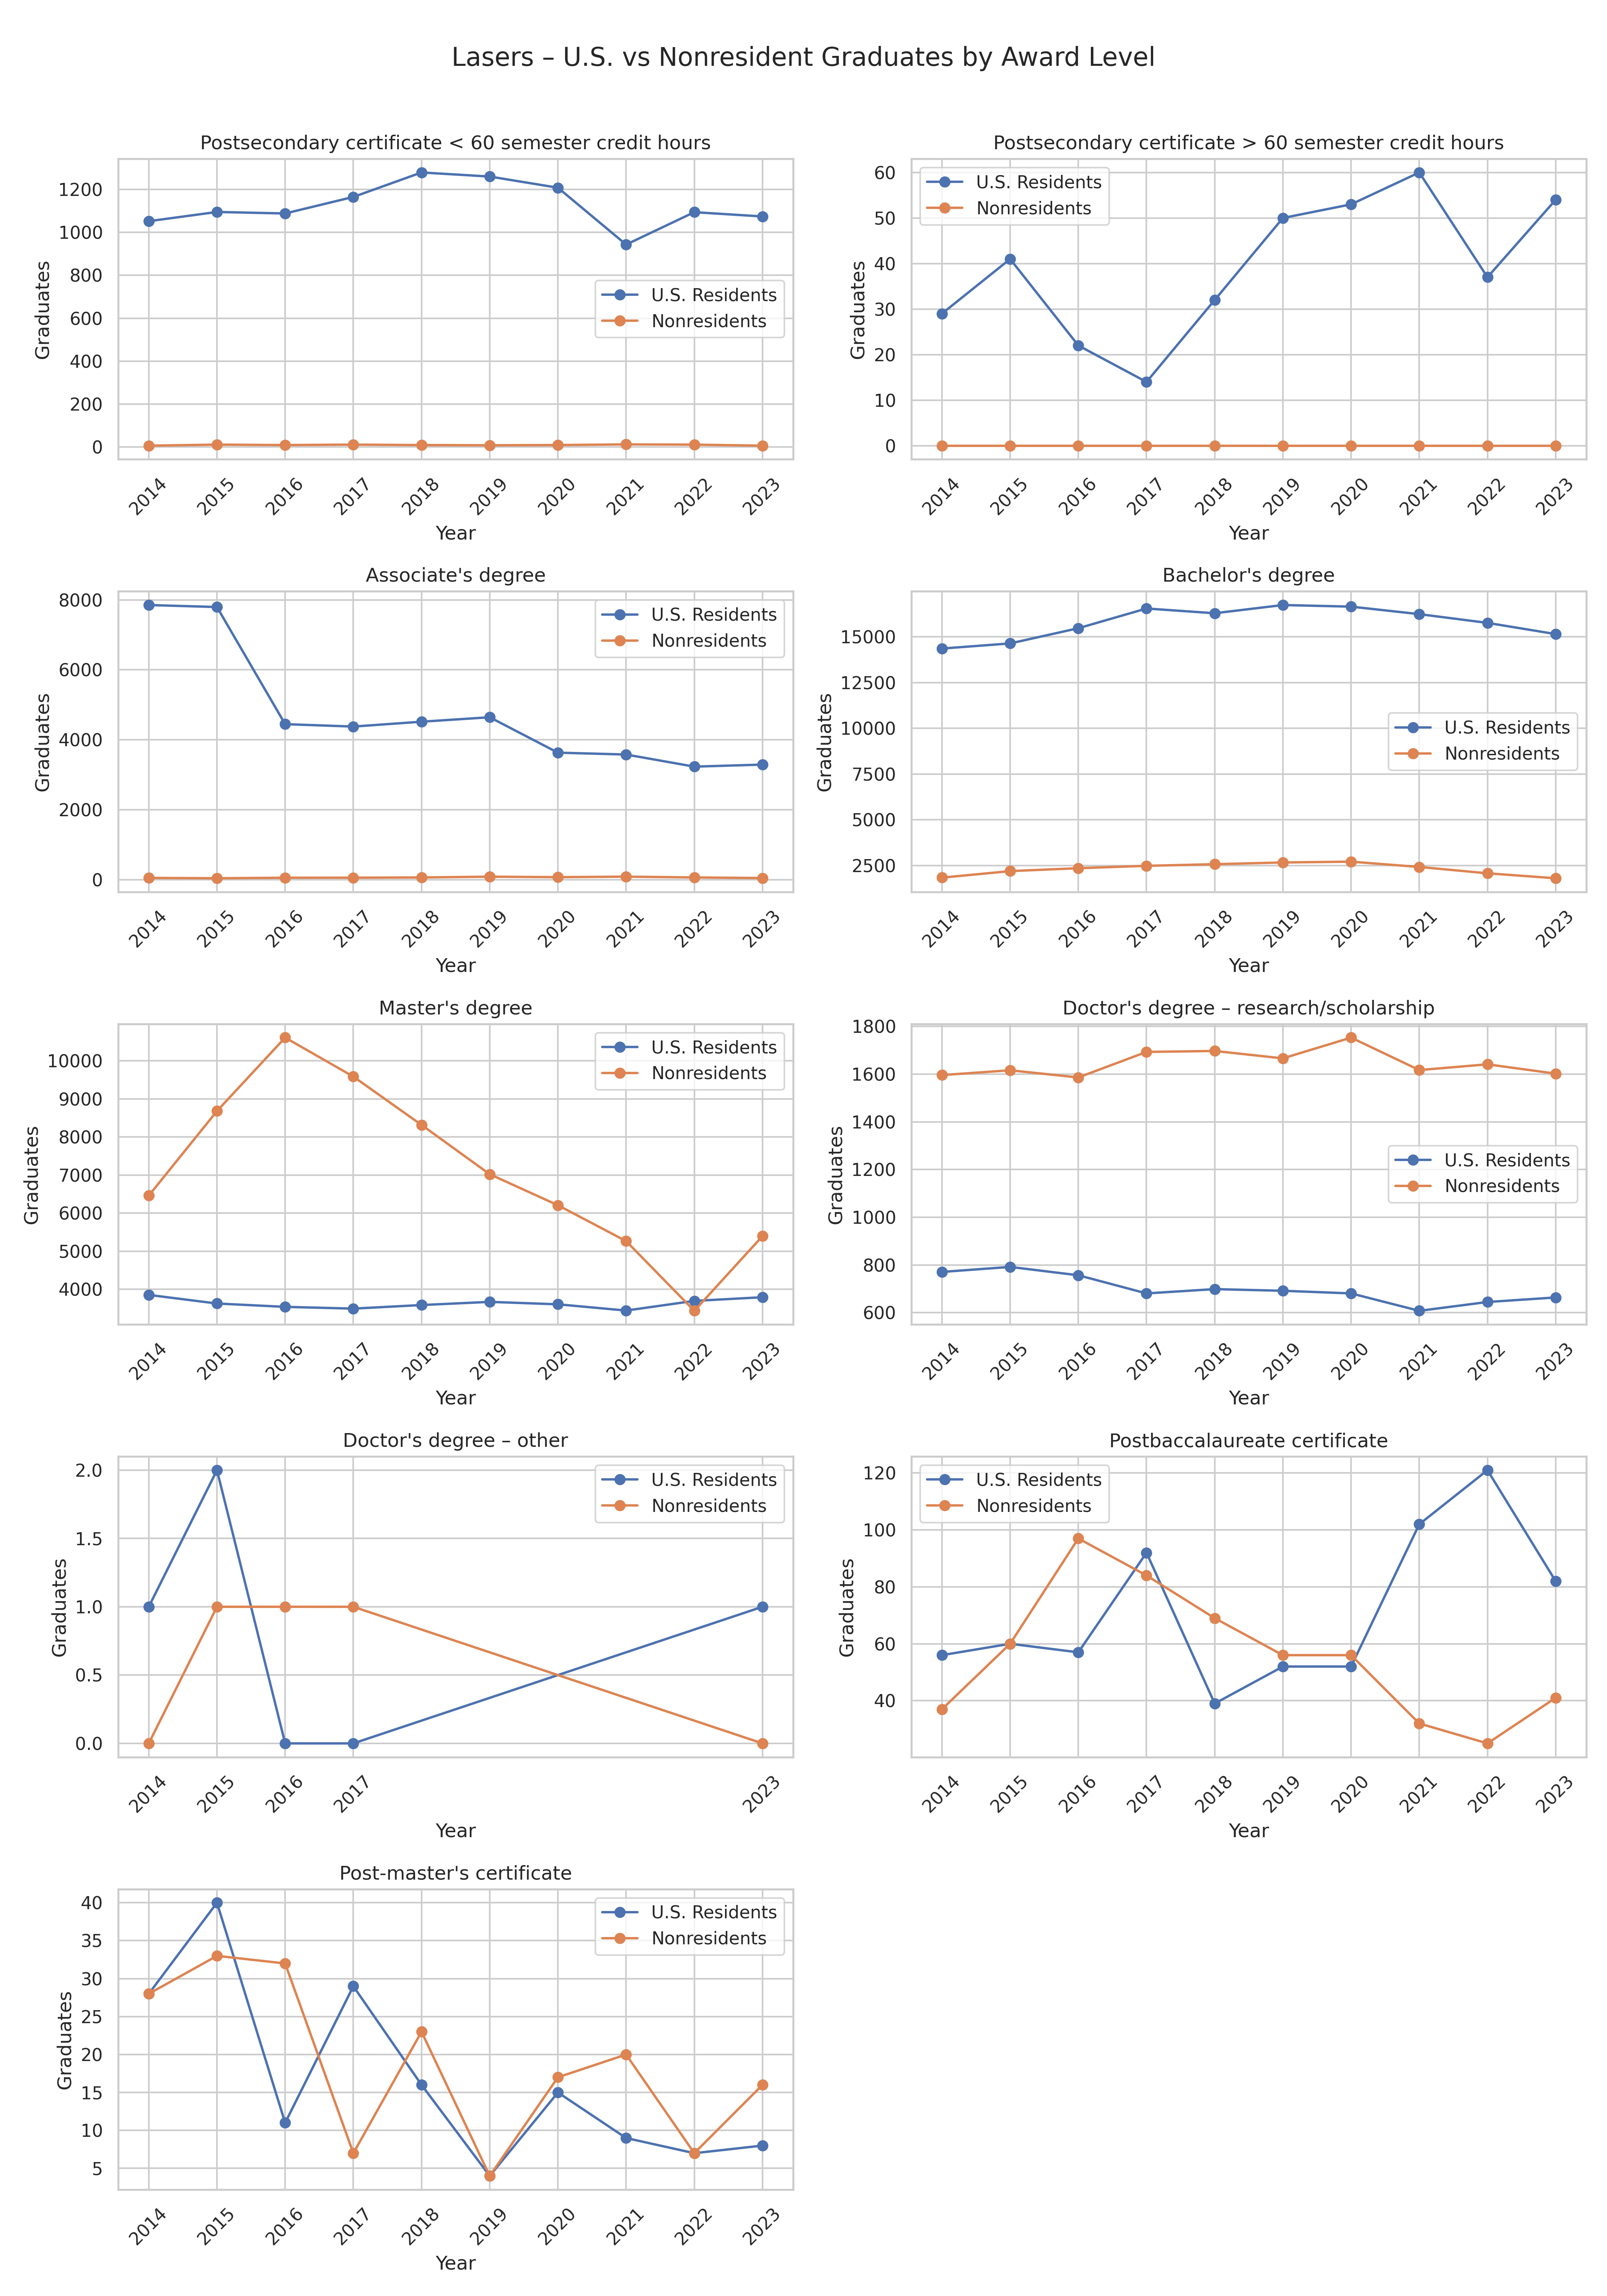 Lasers – U.S. vs Nonresident Graduates by Award Level
Postsecondary certificate < 60 semester credit hours
1200
1000
800
600
400
200
0
Graduates
U.S. Residents
Nonresidents
2014 2015 2016 2017 2018 2019 2020 2021 2022 2023
Year
Postsecondary certificate > 60 semester credit hours
60
50
40
30
20
10
0
Graduates
U.S. Residents
Nonresidents
2014 2015 2016 2017 2018 2019 2020 2021 2022 2023
Year
Associate's degree
8000
6000
4000
2000
0
Graduates
U.S. Residents
Nonresidents
2014 2015 2016 2017 2018 2019 2020 2021 2022 2023
Year
Bachelor's degree
15000
12500
10000
7500
5000
2500
Graduates
U.S. Residents
Nonresidents
2014 2015 2016 2017 2018 2019 2020 2021 2022 2023
Year
Master's degree
10000
9000
8000
7000
6000
5000
4000
Graduates
U.S. Residents
Nonresidents
2014 2015 2016 2017 2018 2019 2020 2021 2022 2023
Year
Doctor's degree – research/scholarship
1800
1600
1400
1200
1000
800
600
Graduates
U.S. Residents
Nonresidents
2014 2015 2016 2017 2018 2019 2020 2021 2022 2023
Year
Doctor's degree – other
2.0
1.5
1.0
0.5
0.0
Graduates
U.S. Residents
Nonresidents
2014 2015 2016 2017 2023
Year
Postbaccalaureate certificate
120
100
80
60
40
Graduates
U.S. Residents
Nonresidents
2014 2015 2016 2017 2018 2019 2020 2021 2022 2023
Year
Post-master's certificate
40
35
30
25
20
15
10
5
Graduates
U.S. Residents
Nonresidents
2014 2015 2016 2017 2018 2019 2020 2021 2022 2023
Year